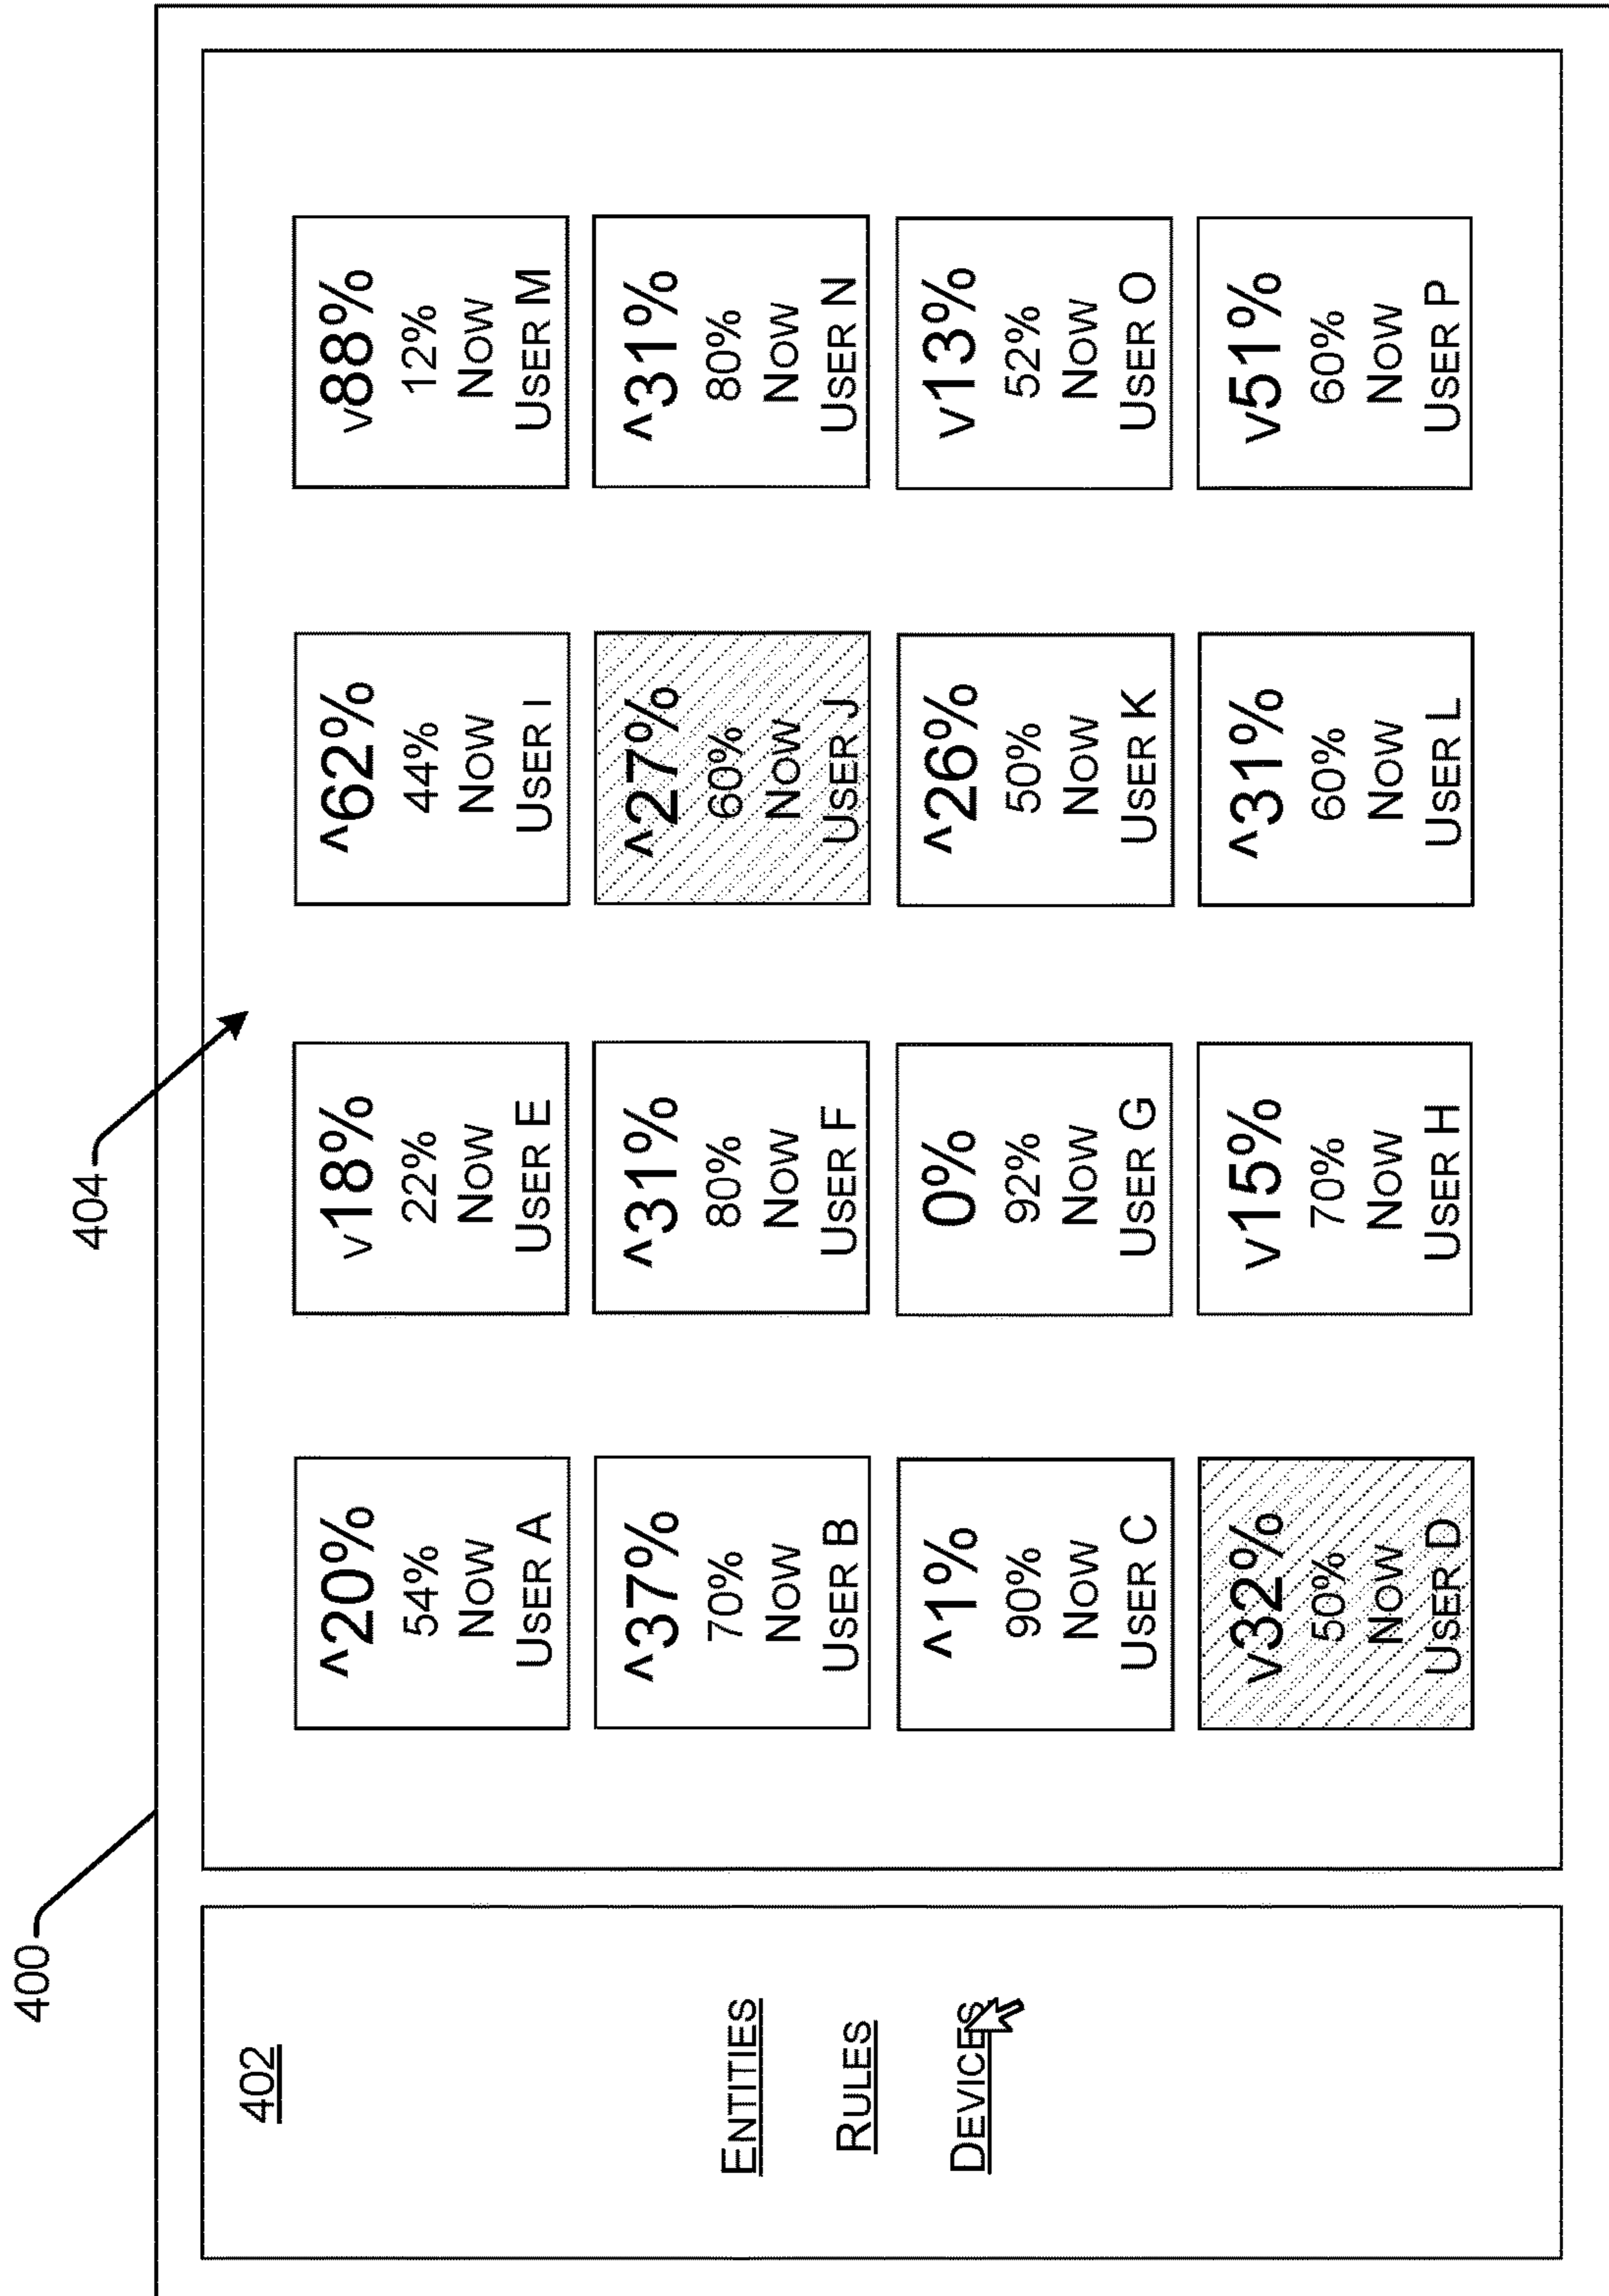 400
404
402
ENTITIES
RULES
DEVICES
^20%
54%
NOW
USER A
^37%
70%
NOW
USER B
^1%
90%
NOW
USER C
v32%
50%
NOW
USER D
v18%
22%
NOW
USER E
^31%
80%
NOW
USER F
0%
92%
NOW
USER G
v15%
70%
NOW
USER H
^62%
44%
NOW
USER I
^27%
60%
NOW
USER J
^26%
50%
NOW
USER K
^31%
60%
NOW
USER L
v88%
12%
NOW
USER M
^31%
80%
NOW
USER N
v13%
52%
NOW
USER O
v51%
60%
NOW
USER P